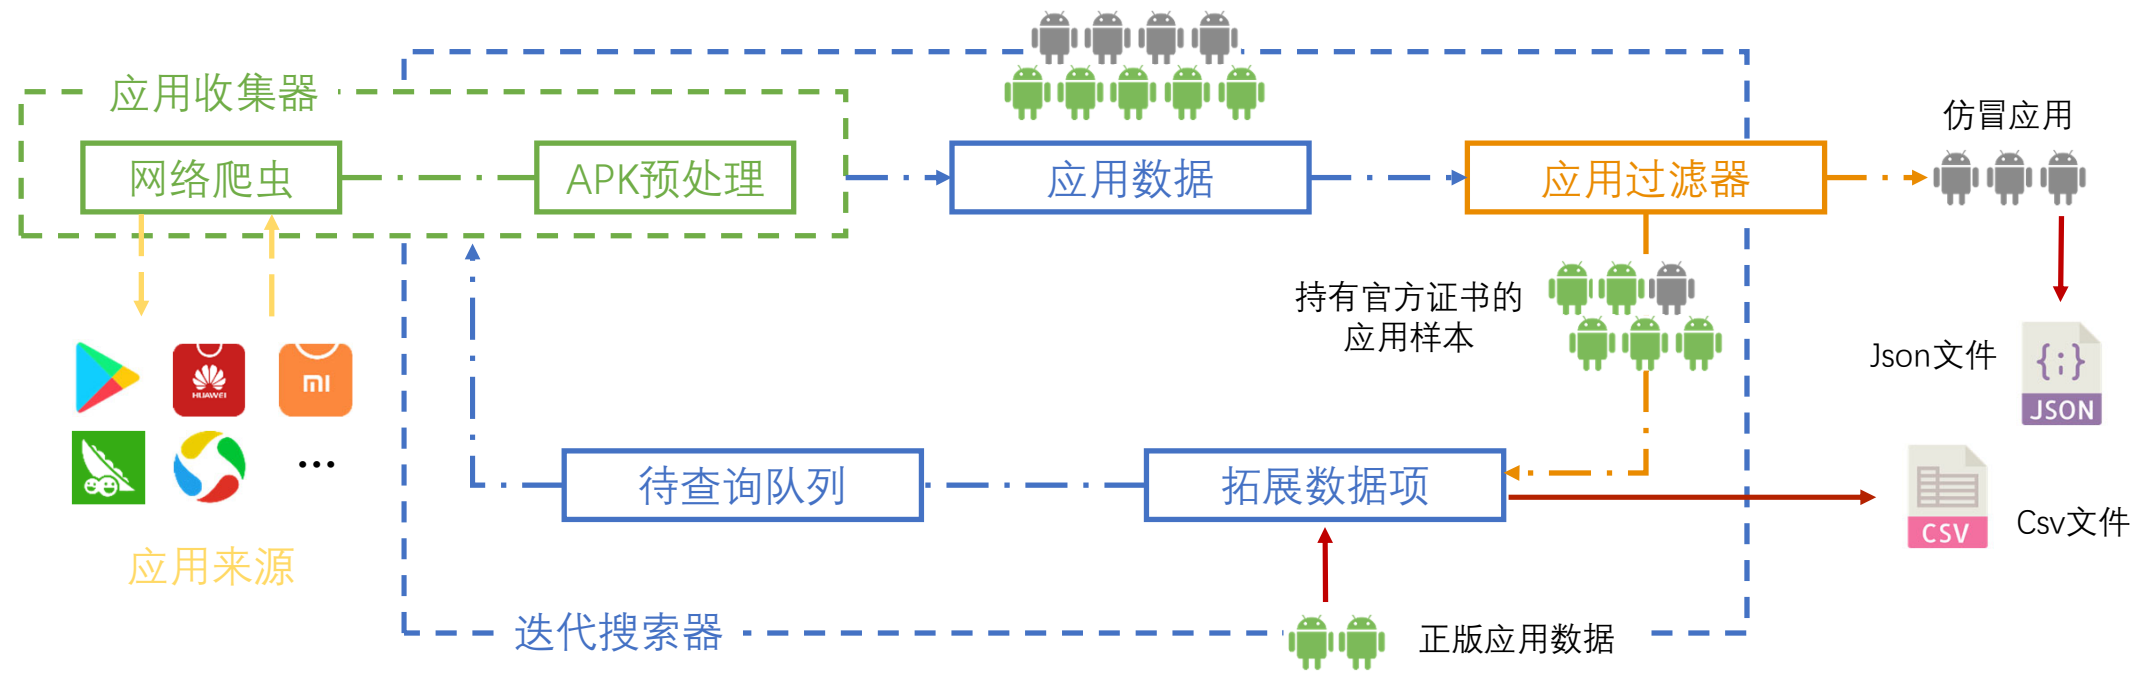 应用收集器
网络爬虫
APK预处理
应用数据
应用过滤器
仿冒应用
持有官方证书的
应用样本
HUAWEI
mi
...
应用来源
待查询队列
拓展数据项
Json文件
{;}
JSON
CSV
Csv文件
迭代搜索器
正版应用数据